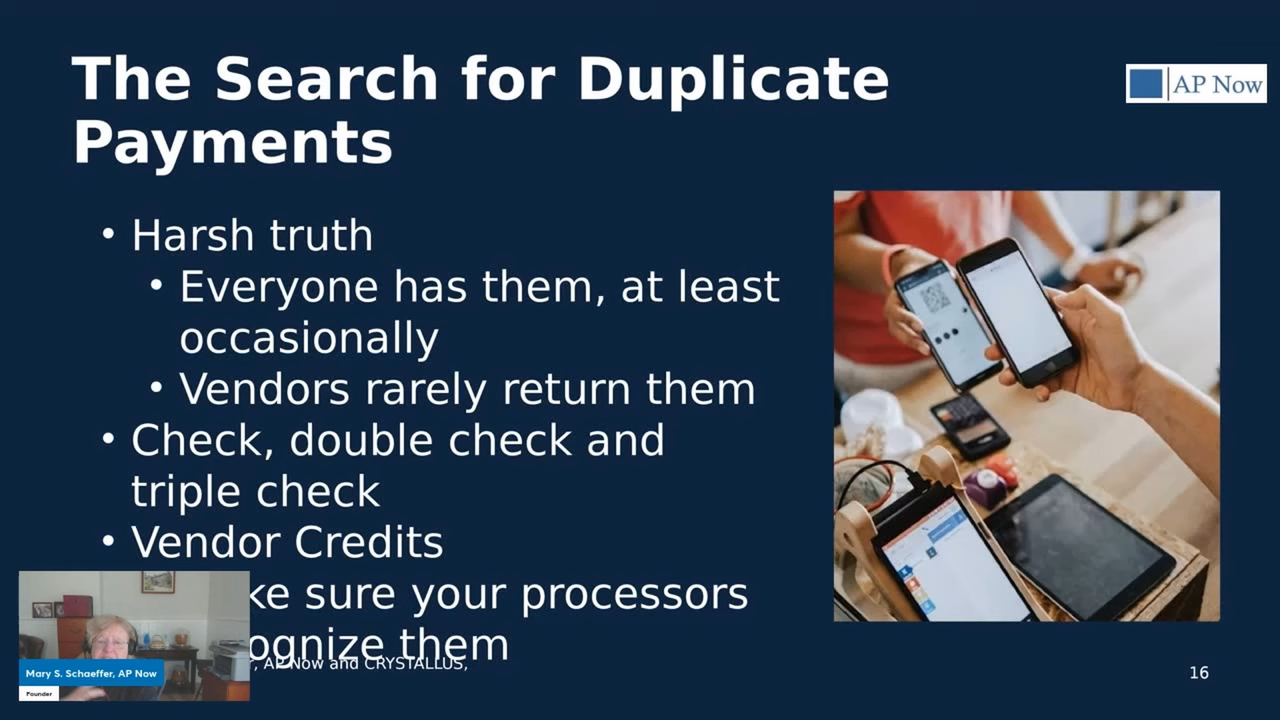 The Search for Duplicate
Payments
AP Now
• Harsh truth
• Everyone has them, at least
occasionally
• Vendors rarely return them
• Check, double check and
triple check
• Vendor Credits
ke sure your processors
ognize them
, AP Now and CRYSTALLUS,
Mary S. Schaeffer, AP Now
Founder
16